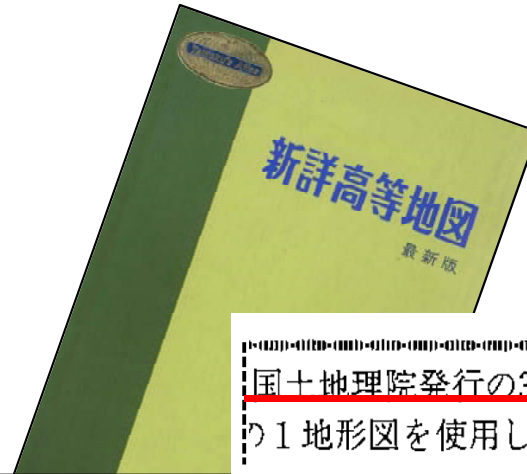 新詳高等地図
最新版
国土地理院発行の
の1地形図を使用し